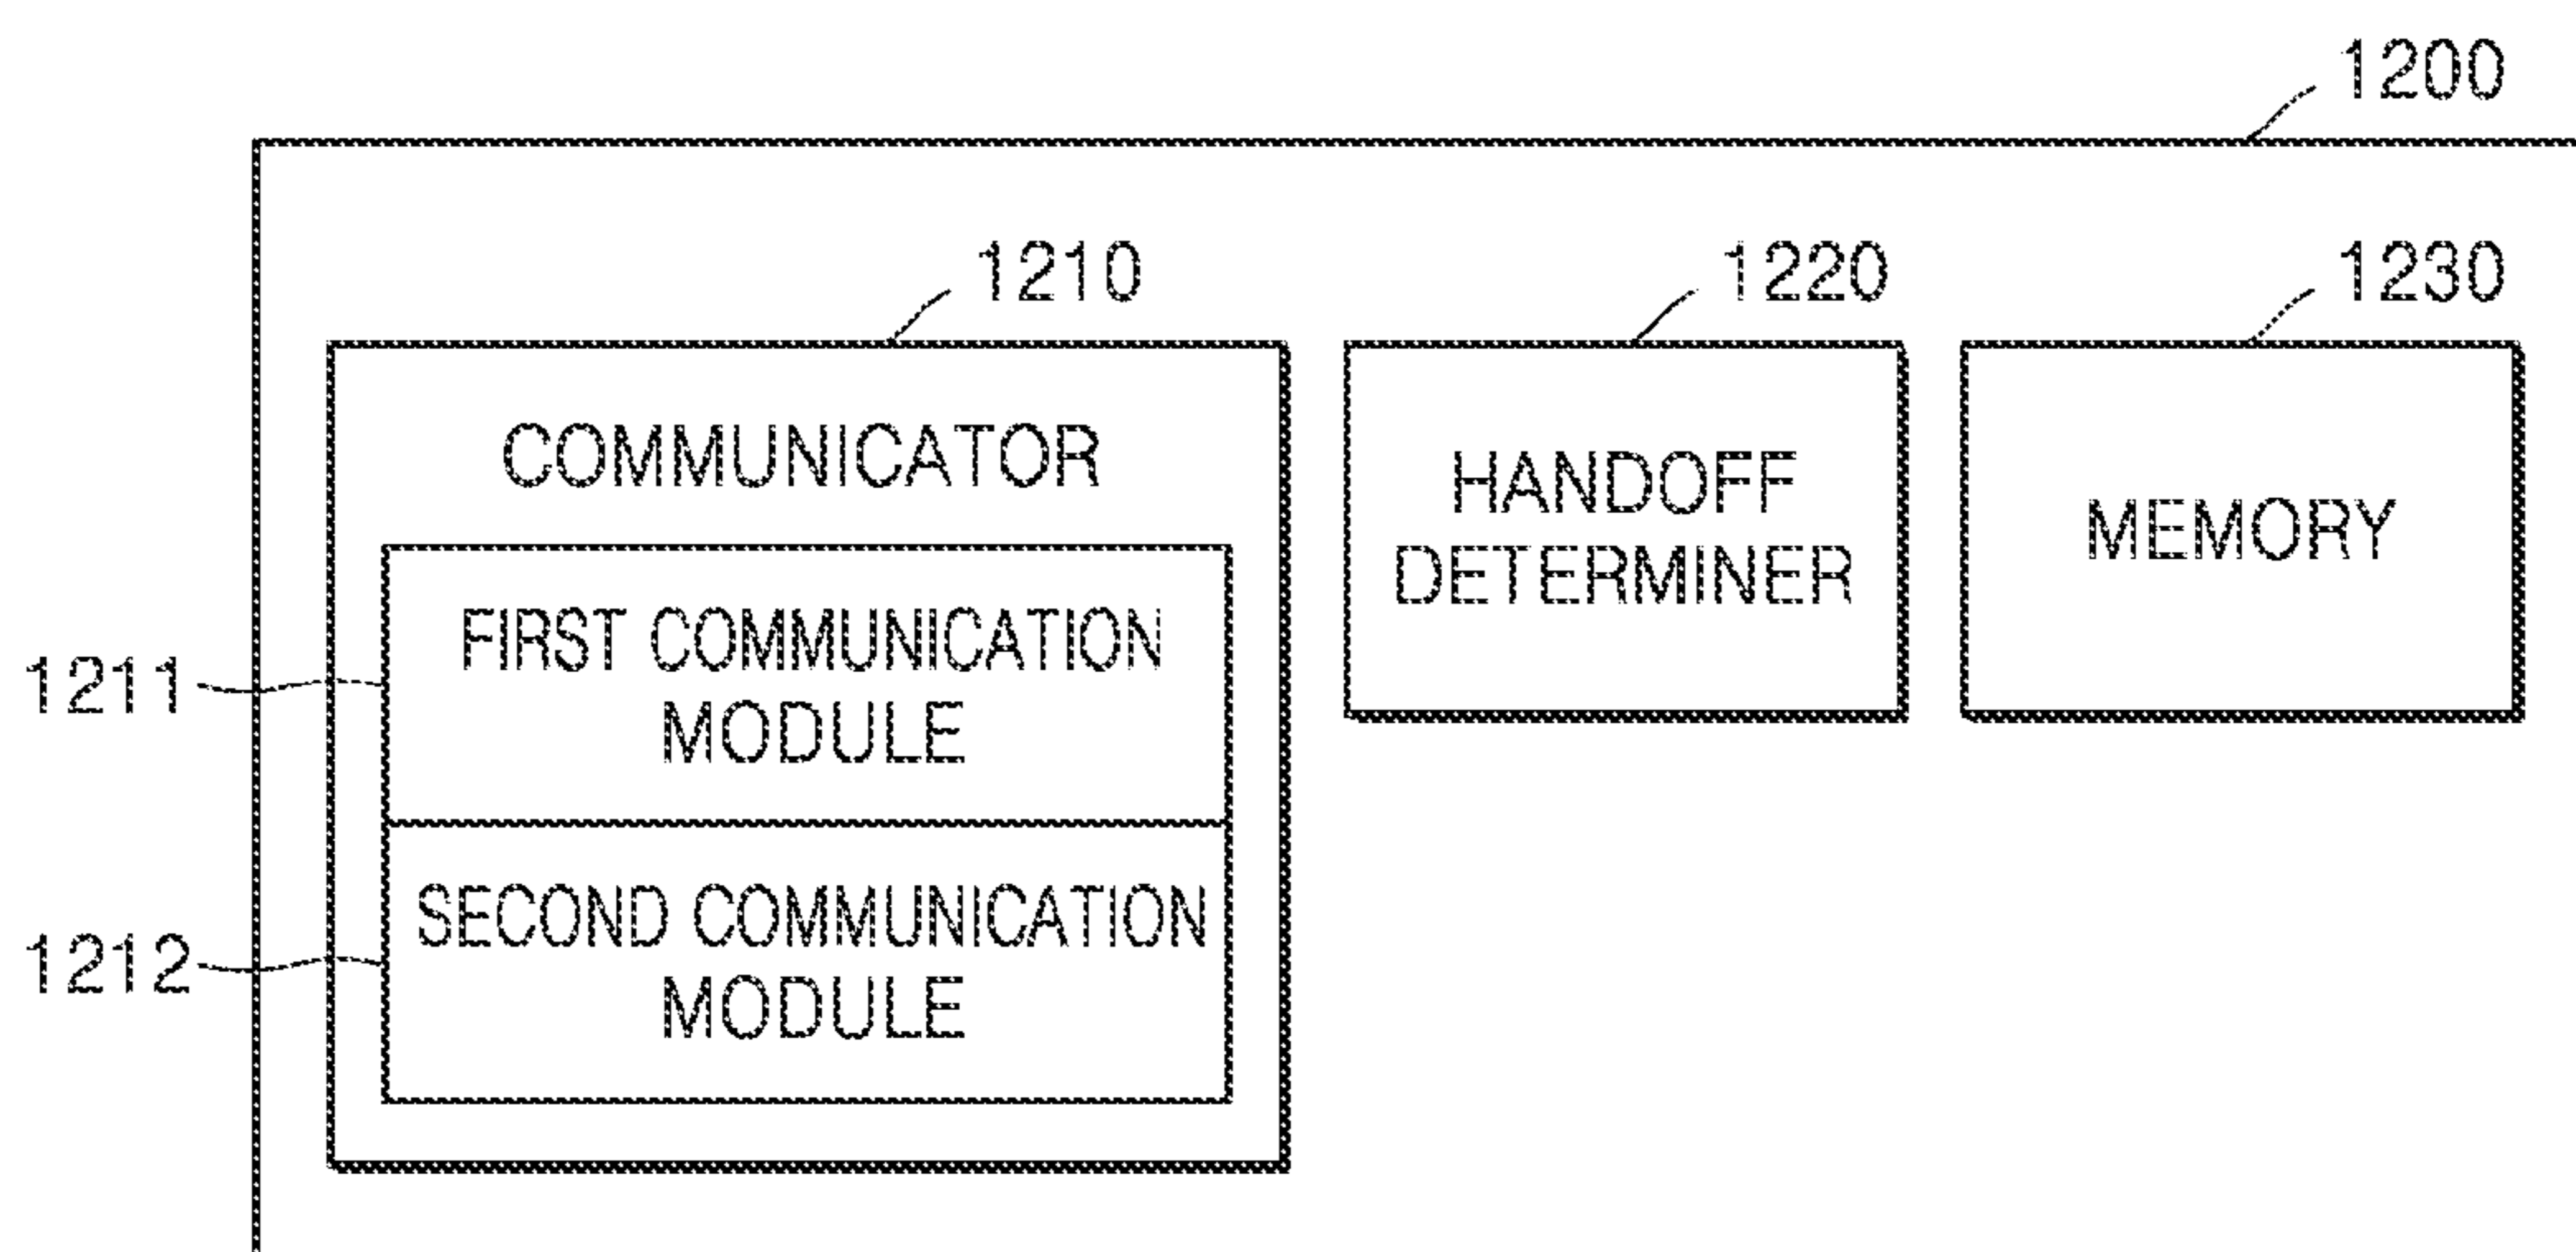 1200
1210
1220
1230
COMMUNICATOR
HANDOFF
DETERMINER
MEMORY
1211
FIRST COMMUNICATION
MODULE
1212
SECOND COMMUNICATION
MODULE